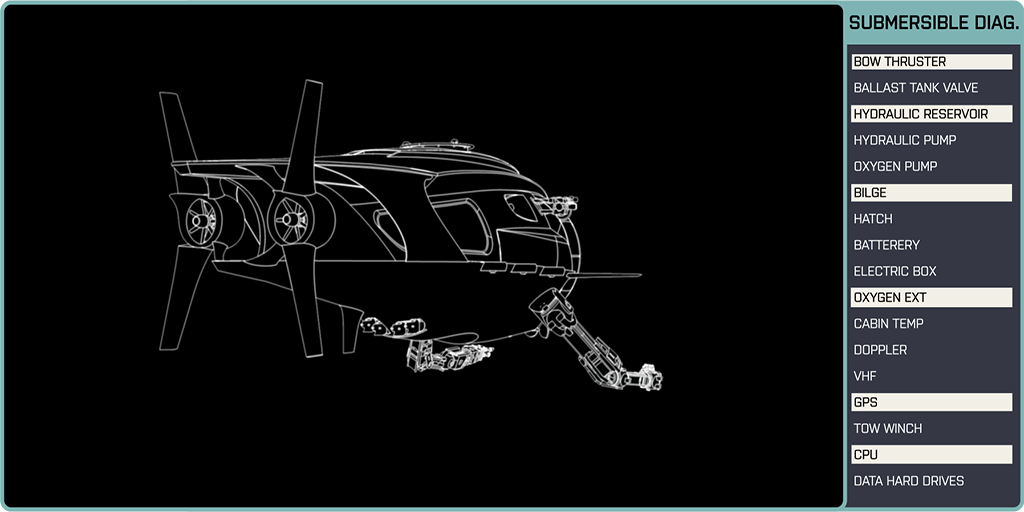 SUBMERSIBLE DIAG.
BOW THRUSTER
BALLAST TANK VALVE
HYDRAULIC RESERVOIR
HYDRAULIC PUMP
OXYGEN PUMP
BILGE
HATCH
BATTERERY
ELECTRIC BOX
OXYGEN EXT
CABIN TEMP
DOPPLER
VHF
GPS
TOW WINCH
CPU
DATA HARD DRIVES